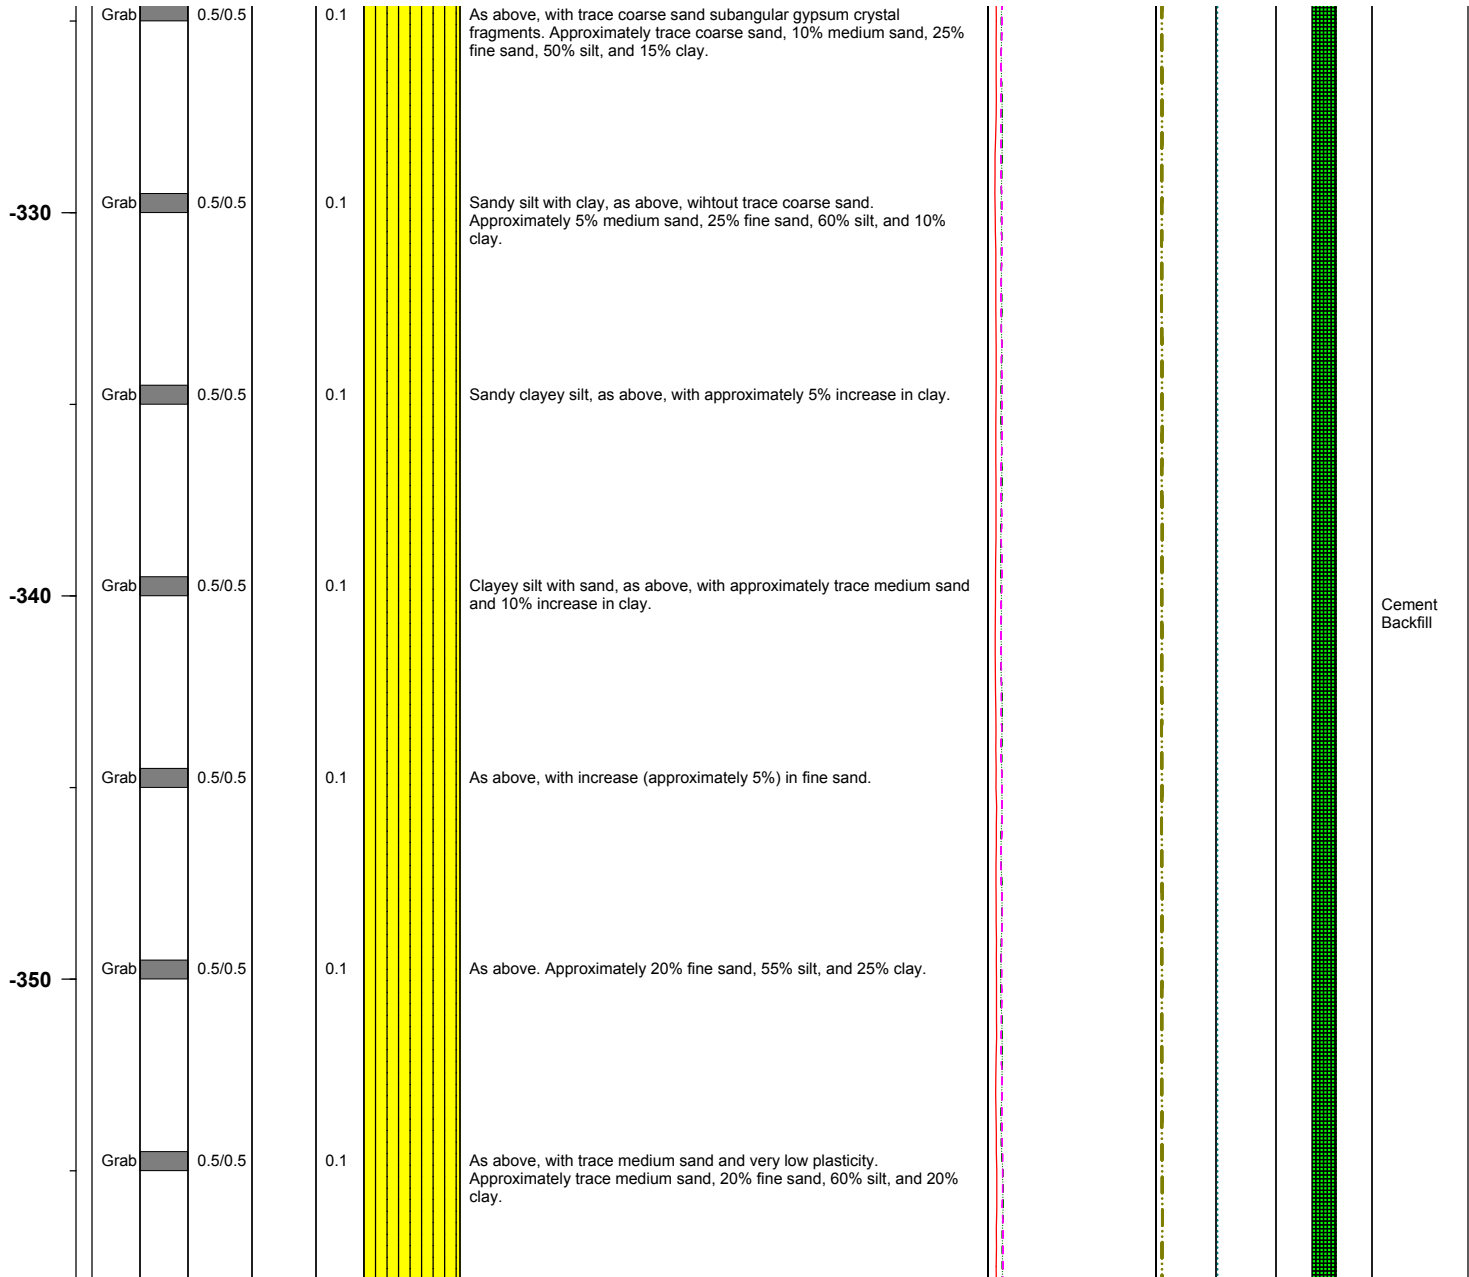 Grab 0.5/0.5 0.1 As above, with trace coarse sand subangular gypsum crystal
fragments. Approximately trace coarse sand, 10% medium sand, 25%
fine sand, 50% silt, and 15% clay.
-330 Grab 0.5/0.5 0.1 Sandy silt with clay, as above, wihtout trace coarse sand.
Approximately 5% medium sand, 25% fine sand, 60% silt, and 10%
clay.
Grab 0.5/0.5 0.1 Sandy clayey silt, as above, with approximately 5% increase in clay.
-340 Grab 0.5/0.5 0.1 Clayey silt with sand, as above, with approximately trace medium sand
and 10% increase in clay.
Cement
Backfill
Grab 0.5/0.5 0.1 As above, with increase (approximately 5%) in fine sand.
-350 Grab 0.5/0.5 0.1 As above. Approximately 20% fine sand, 55% silt, and 25% clay.
Grab 0.5/0.5 0.1 As above, with trace medium sand and very low plasticity.
Approximately trace medium sand, 20% fine sand, 60% silt, and 20%
clay.